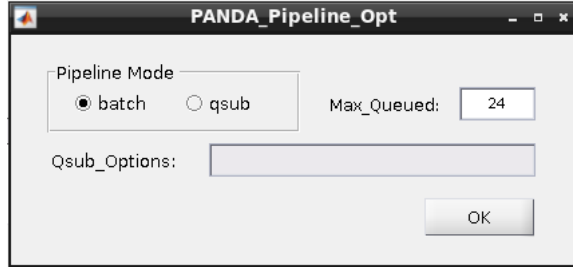 PANDA_Pipeline_Opt
Pipeline Mode
batch qsub
Max_Queued: 24
Qsub_Options:
OK